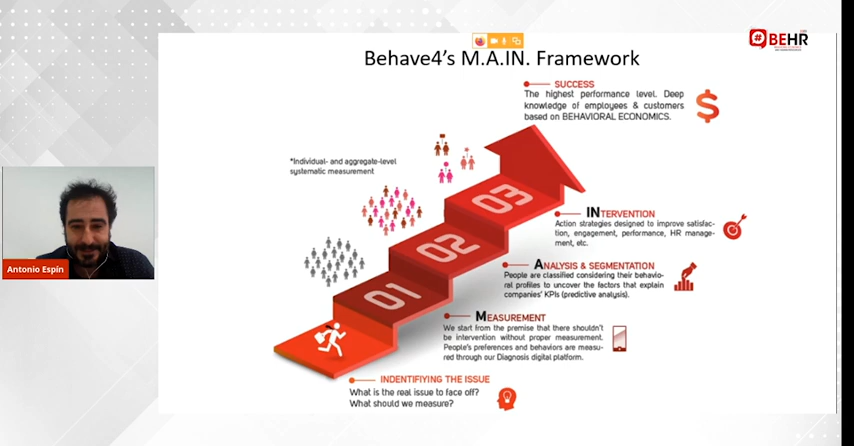 #BEHR
Behave4's M.A.IN. Framework
SUCCESS
The highest performance level. Deep
knowledge of employees & customers
based on BEHAVIORAL ECONOMICS.
*Individual- and aggregate-level
systematic measurement
03
02
01
INTERVENTION
Action strategies designed to improve satisfac-
tion, engagement, performance, HR manage-
ment, etc.
ANALYSIS & SEGMENTATION
People are classified considering their behavio-
ral profiles to uncover the factors that explain
companies' KPIs (predictive analysis).
MEASUREMENT
We start from the premise that there shouldn't
be intervention without proper measurement.
People's preferences and behaviors are measu-
red through our Diagnosis digital platform.
INDENTIFIYING THE ISSUE
What is the real issue to face off?
What should we measure?
Antonio Espín